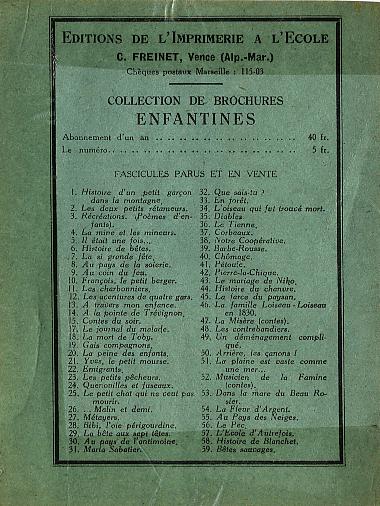 EDITIONS DE L'IMPRIMERIE A L'ECOLE
C. FREINET, Vence (Alp.-Mar.)
Chèques postaux Marseille : 115-03
COLLECTION DE BROCHURES
ENFANTINES
Abonnement d'un an .. .. .. .. .. .. .. .. .. 40 fr.
Le numéro.. .. .. .. .. .. .. .. .. .. .. 5 fr.
FASCICULES PARUS ET EN VENTE
1. Histoire d'un petit garçon
dans la montagne.
2. Les deux petits rétameurs.
3. Récréations. (Poèmes d'en-
fants).
4. La mine et les mineurs.
5. Il était une fois...
6. Histoire de bêtes.
7. La si grande fête.
8. Au pays de la soierie.
9. Au coin du feu.
10. François, le petit berger.
11. Les charbonniers.
12. Les aventures de quatre gars.
13. A travers mon enfance.
14. A la pointe de Trévignon.
15. Contes du soir.
17. Le journal du malade.
18. La mort de Toby.
19. Gais compagnons.
20. La peine des enfants.
21. Yves, le petit mousse.
22. Emigrants.
23. Les petits pêcheurs.
24. Quenouilles et fuseaux.
25. Le petit chat qui ne veut pas
mourir.
26. ... Malin et demi.
27. Métayers.
28. Bibi, l'oie périgourdine.
29. La bête aux sept têtes.
30. Au pays de l'antimoine.
31. Maria Sabatier.
32. Que sais-tu ?
33. En forêt.
34. L'oiseau qui fut trouvé mort.
35. Diables.
36. Le Tienne.
37. Corbeaux.
38. Notre Coopérative.
39. Barbe-Rousse.
40. Chômage.
41. Pétoule.
42. Pierre-la-Chique.
43. Le mariage de Niko.
44. Histoire du chanvre.
45. La farce du paysan.
46. La famille Loiseau-Loiseau
en 1830.
47. La Misère (contes).
48. Les contrebandiers.
49. Un déménagement compli-
qué.
50. Arrière, les canons !
51. La plaine est vaste comme
une mer...
52. Musicien de la Famine
(contes).
53. Dans la mare du Beau Ro-
sier.
54. La Fleur d'Argent.
55. Au Pays des Neiges.
56. Le Pec.
57. L'Ecole d'Autrefois.
58. Histoire de Blanchet.
59. Bêtes sauvages.